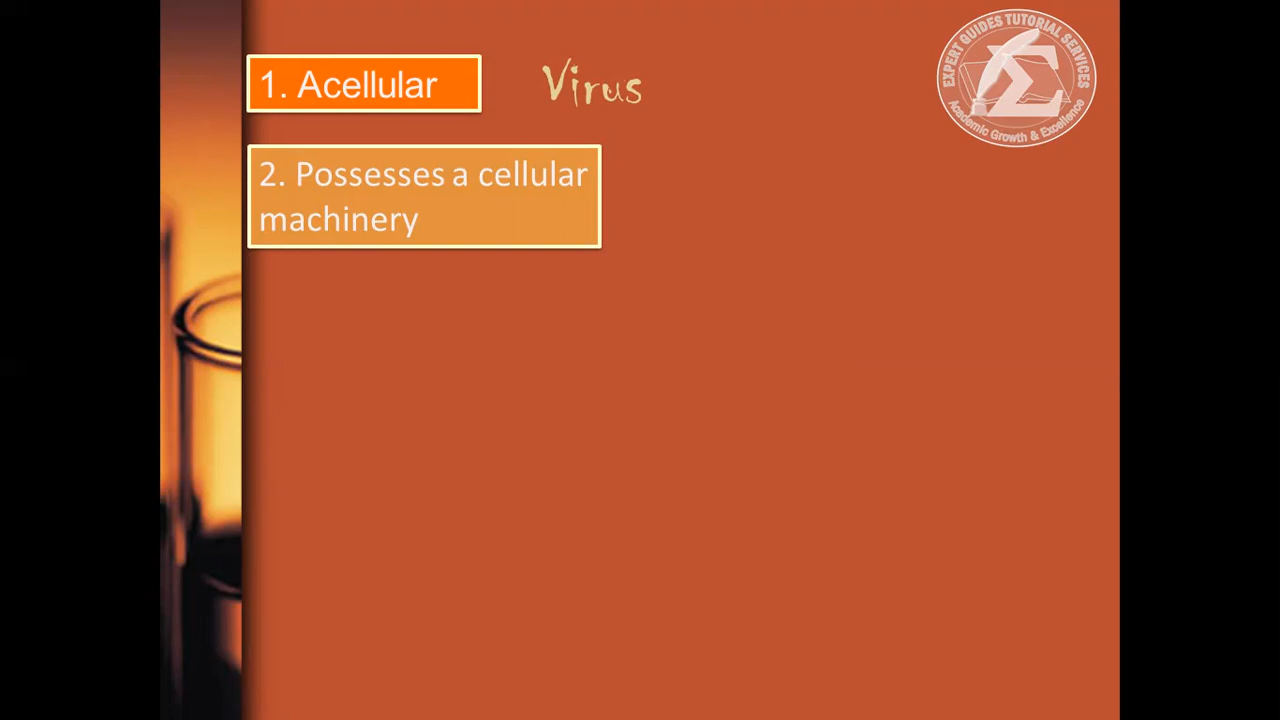 1. Acellular
Virus
2. Possesses a cellular
machinery
EXPERT GUIDES TUTORIAL SERVICES
Academic Growth & Excellence
Σ